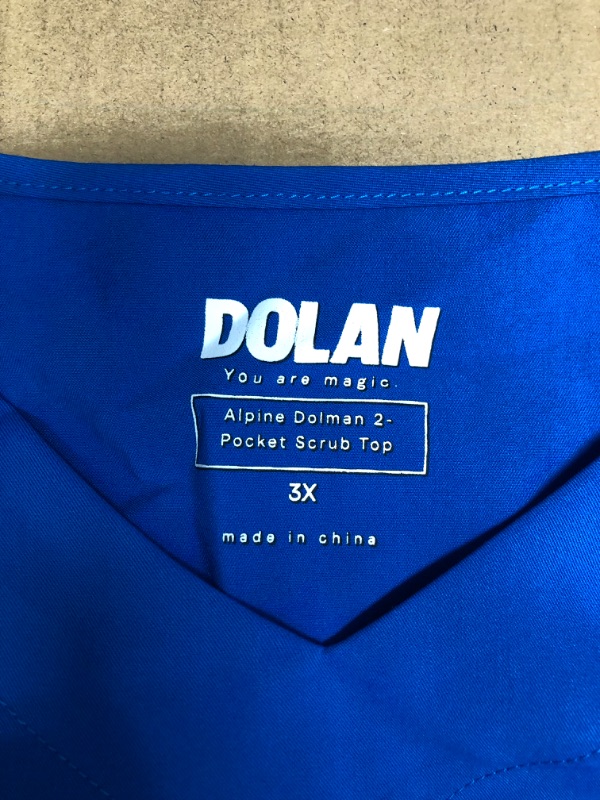 DOLAN
You are magic.
Alpine Dolman 2-
Pocket Scrub Top
3X
made in china